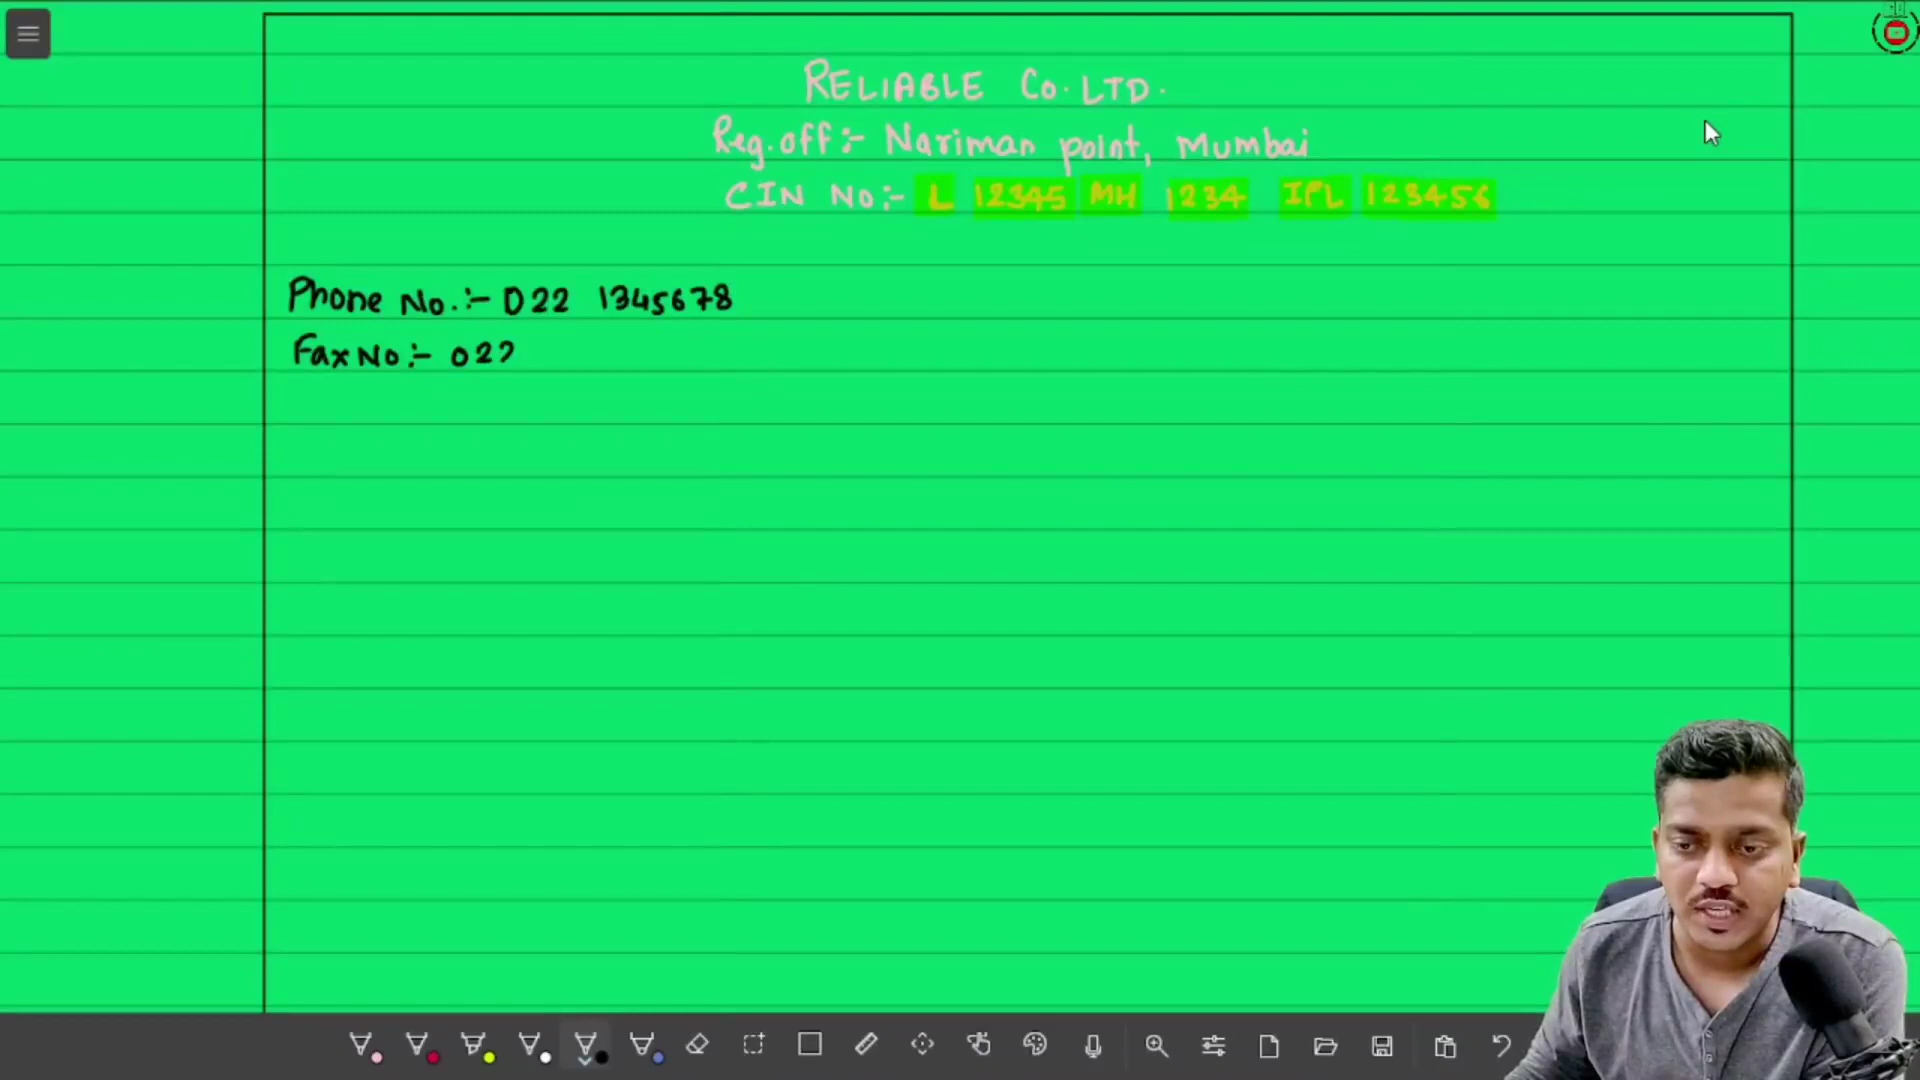 RELIABLE Co. LTD.
Reg. off:- Nariman point, Mumbai
CIN No:- L 12345 MH 1234 IPL 123456
Phone No.:- 022 1345678
Fax No:- 022